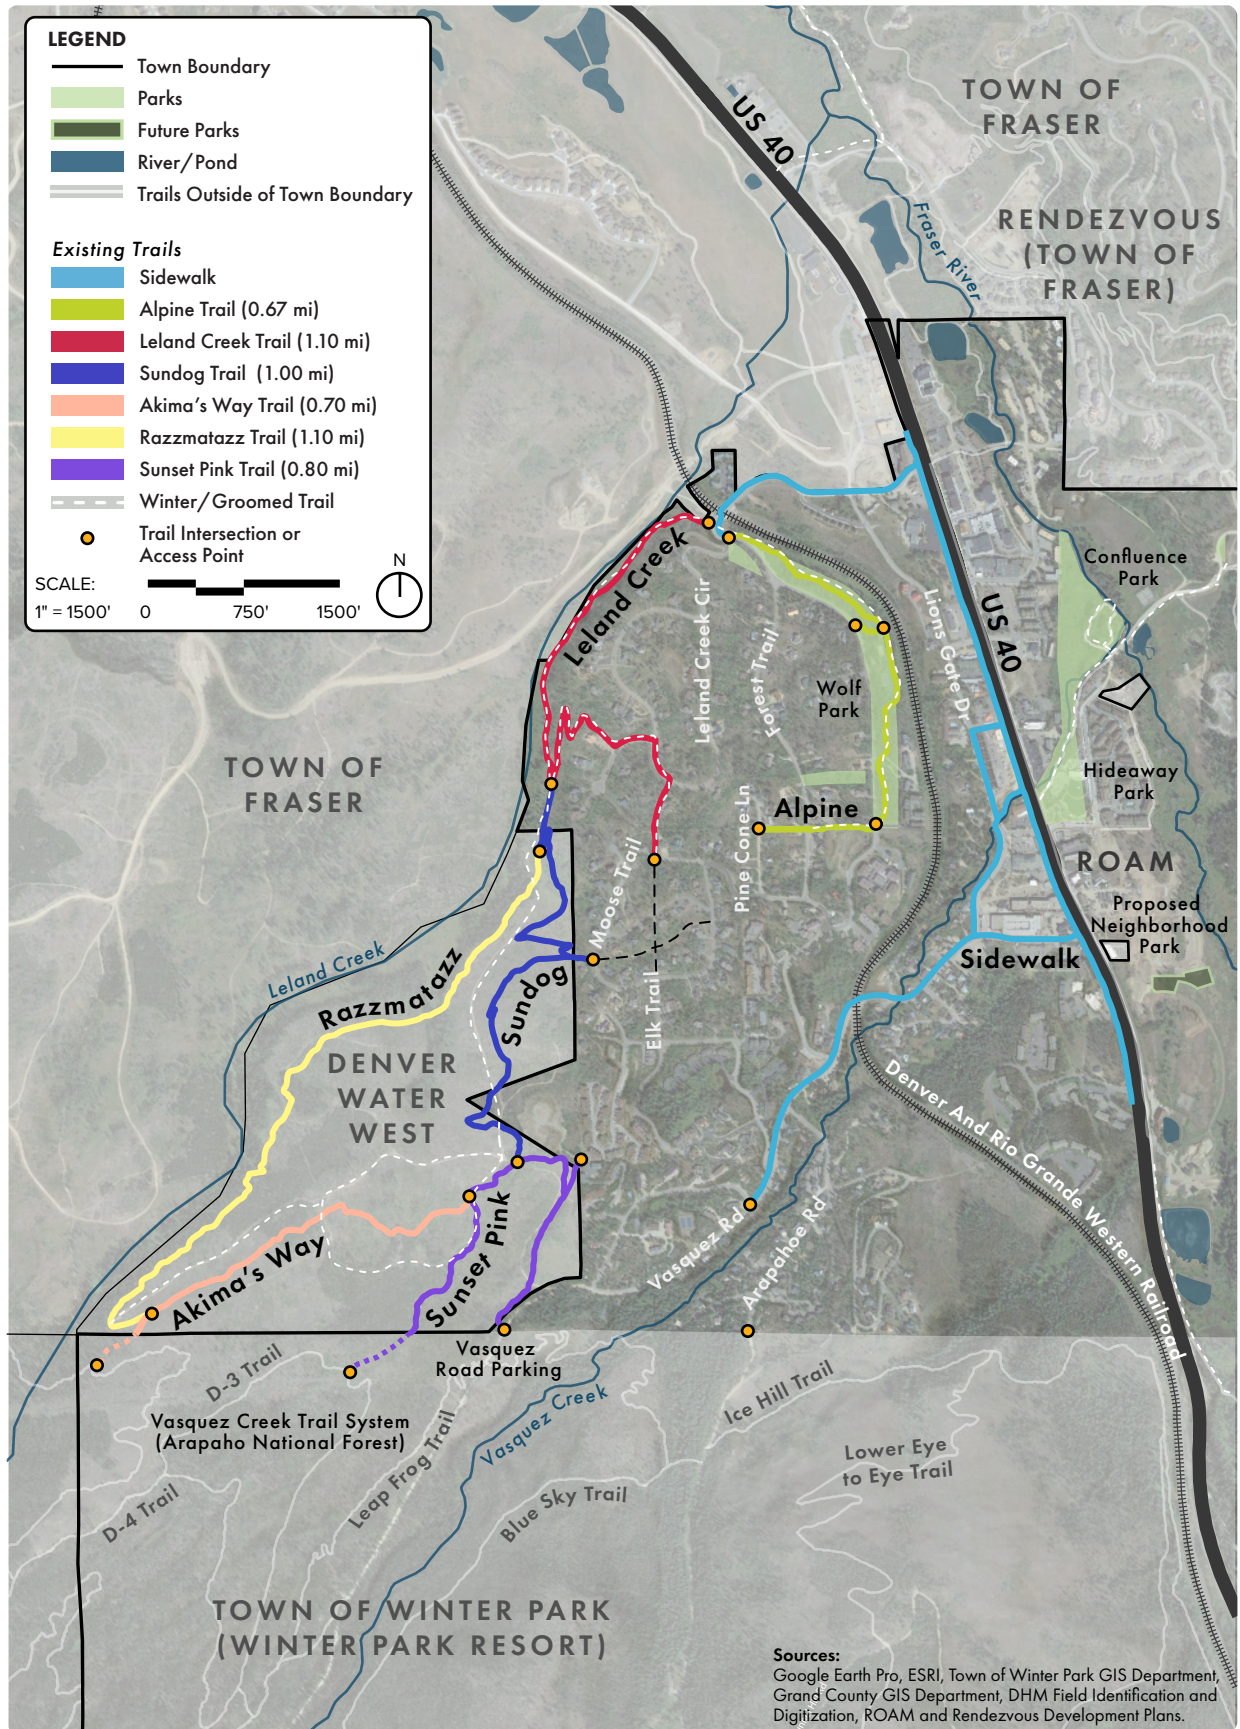 LEGEND
Town Boundary
Parks
Future Parks
River/Pond
Trails Outside of Town Boundary
Existing Trails
Sidewalk
Alpine Trail (0.67 mi)
Leland Creek Trail (1.10 mi)
Sundog Trail (1.00 mi)
Akima's Way Trail (0.70 mi)
Razzmatazz Trail (1.10 mi)
Sunset Pink Trail (0.80 mi)
Winter/Groomed Trail
Trail Intersection or
Access Point
SCALE:
1" = 1500'
0
750'
1500'
N
US 40
TOWN OF
FRASER
RENDEZVOUS
(TOWN OF
FRASER)
Fraser River
Leland Creek
Leland Creek Cir
Forest Trail
Lions Gate Dr
US 40
Confluence
Park
Wolf
Park
Hideaway
Park
TOWN OF
FRASER
Alpine
Pine Cone Ln
Moose Trail
Elk Trail
ROAM
Proposed
Neighborhood
Park
Sidewalk
Leland Creek
Razzmatazz
Sundog
DENVER
WATER
WEST
Denver And Rio Grande Western Railroad
Akima's Way
Sunset Pink
Vasquez Rd
Arapahoe Rd
Vasquez
Road Parking
D-3 Trail
Vasquez Creek Trail System
(Arapaho National Forest)
Vasquez Creek
Ice Hill Trail
Lower Eye
to Eye Trail
D-4 Trail
Leap Frog Trail
Blue Sky Trail
TOWN OF WINTER PARK
(WINTER PARK RESORT)
Sources:
Google Earth Pro, ESRI, Town of Winter Park GIS Department,
Grand County GIS Department, DHM Field Identification and
Digitization, ROAM and Rendezvous Development Plans.